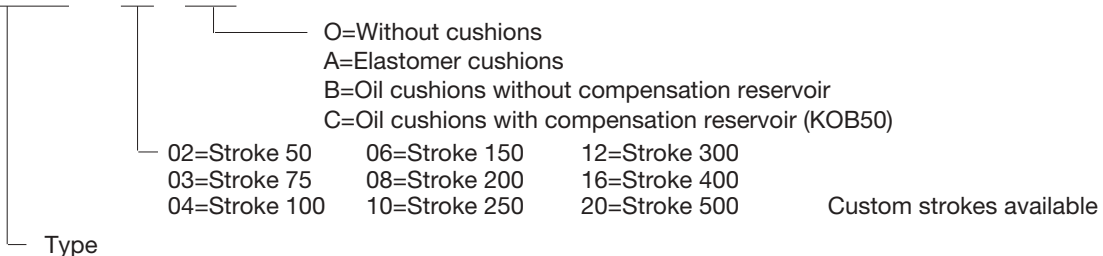 O=Without cushions
A=Elastomer cushions
B=Oil cushions without compensation reservoir
C=Oil cushions with compensation reservoir (KOB50)
02=Stroke 50 06=Stroke 150 12=Stroke 300
03=Stroke 75 08=Stroke 200 16=Stroke 400
04=Stroke 100 10=Stroke 250 20=Stroke 500 Custom strokes available
Type